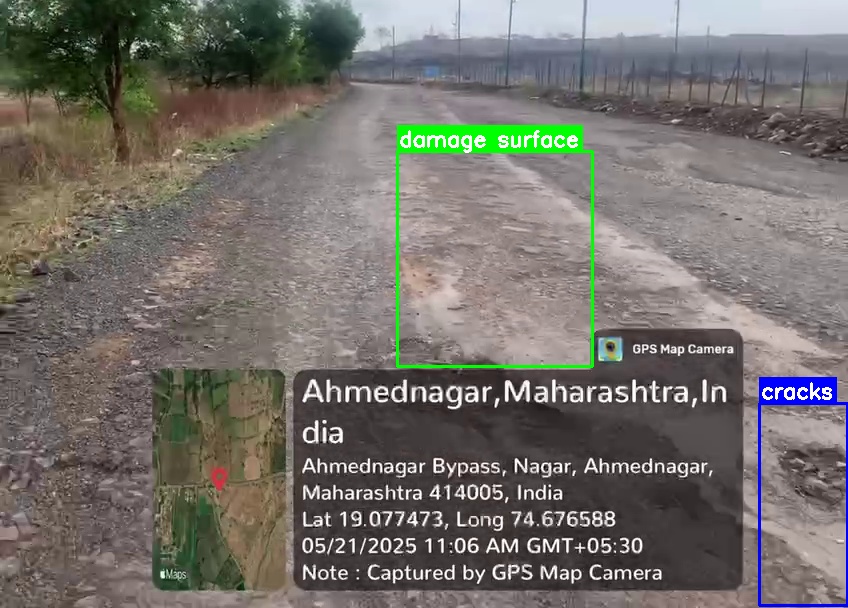 damage surface
GPS Map Camera
cracks
Ahmednagar,Maharashtra,In
dia
Ahmednagar Bypass, Nagar, Ahmednagar,
Maharashtra 414005, India
Lat 19.077473, Long 74.676588
05/21/2025 11:06 AM GMT+05:30
Note : Captured by GPS Map Camera
Maps